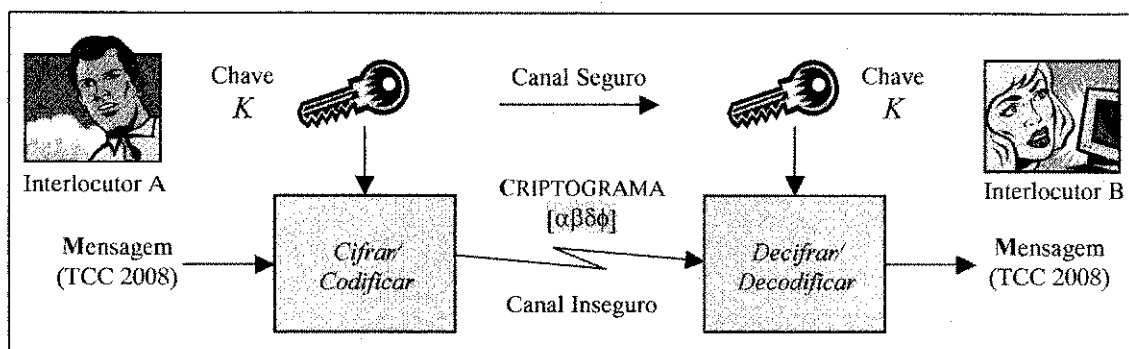 Chave
K
Canal Seguro
Chave
K
Interlocutor A
Interlocutor B
CRIPTOGRAMA
[αβδφ]
Mensagem
(TCC 2008)
Cifrar/
Codificar
Decifrar/
Decodificar
Mensagem
(TCC 2008)
Canal Inseguro